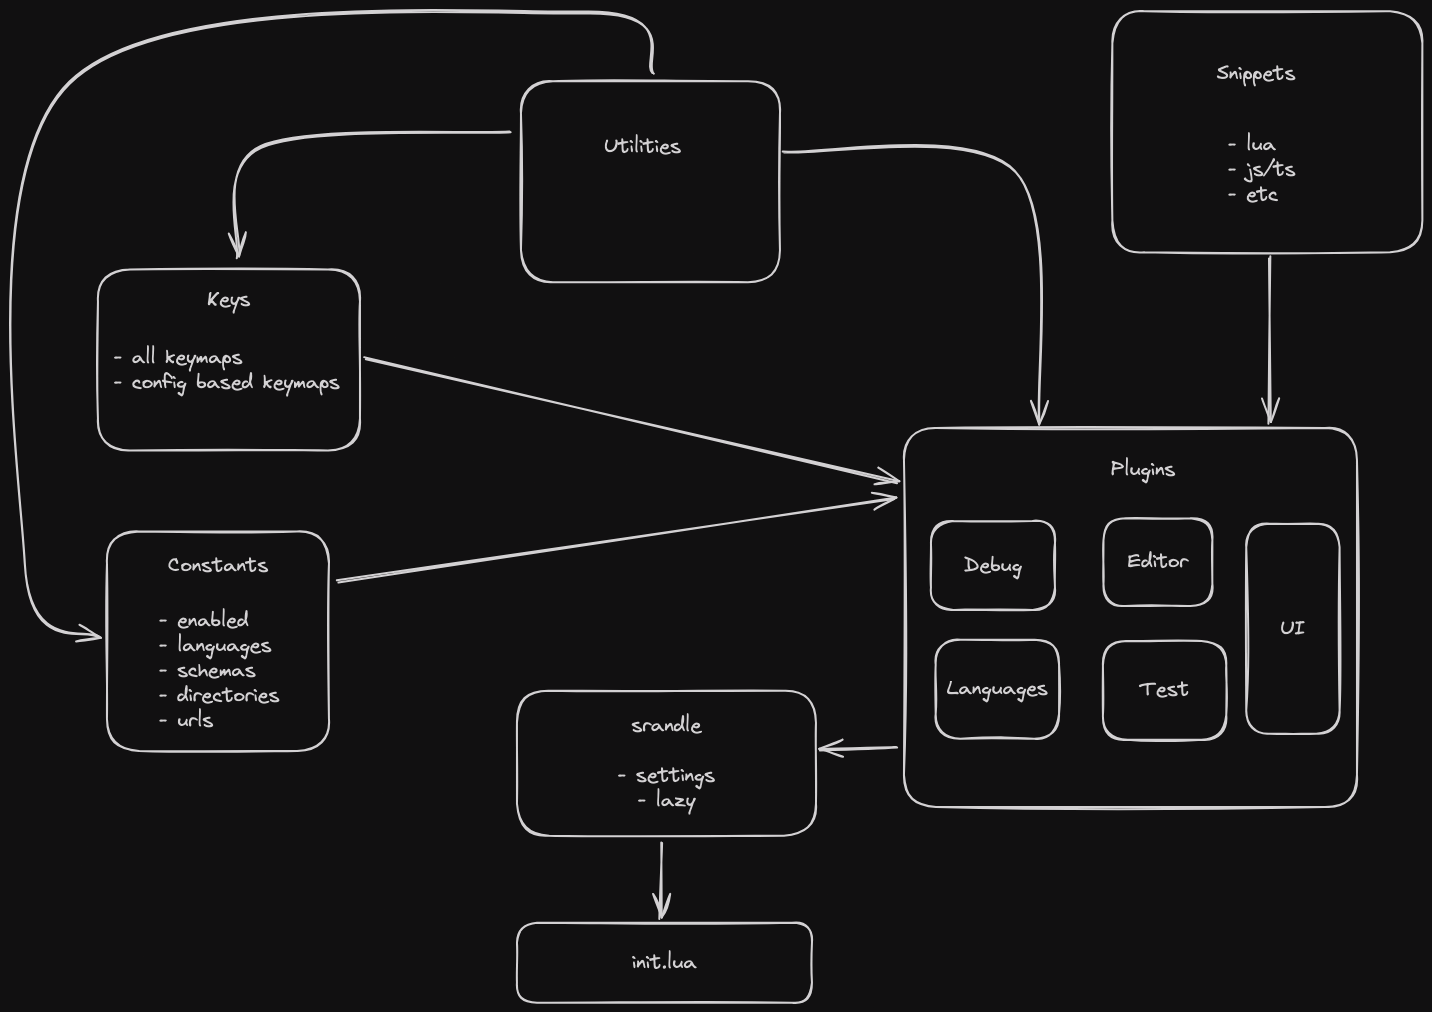 Utilities
Snippets
- lua
- js/ts
- etc
Keys
- all keymaps
- config based keymaps
Constants
- enabled
- languages
- schemas
- directories
- urls
Plugins
Debug
Editor
UI
Languages
Test
srandle
- settings
- lazy
init.lua